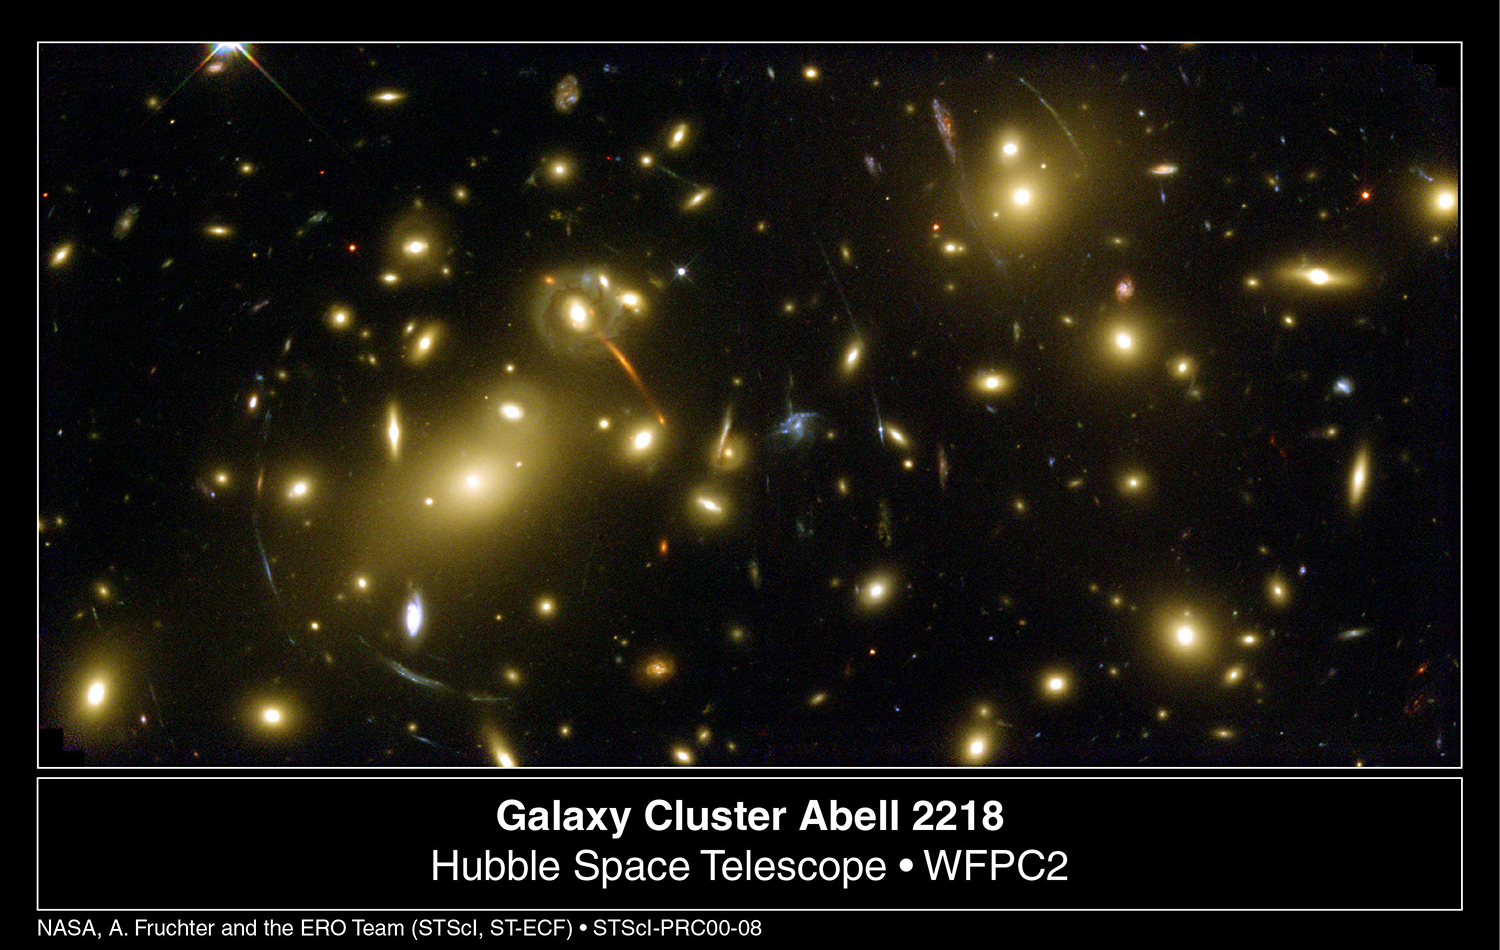 Galaxy Cluster Abell 2218
Hubble Space Telescope • WFPC2
NASA, A. Fruchter and the ERO Team (STScI, ST-ECF) • STScI-PRC00-08